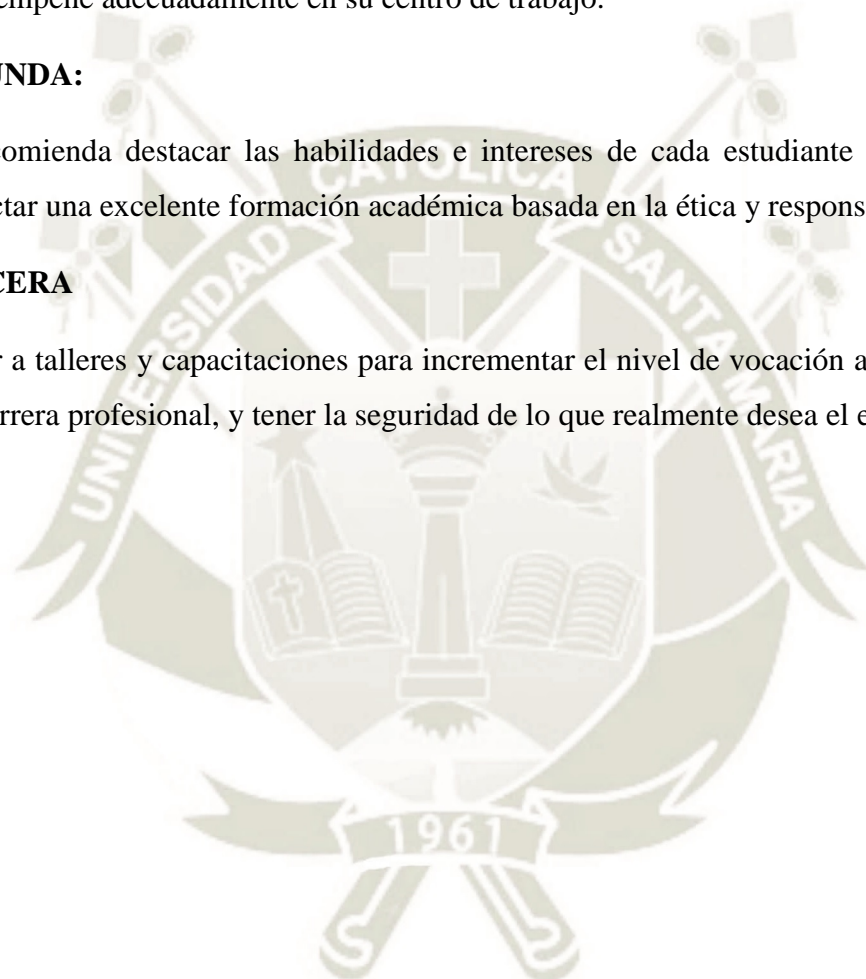 empeñe adecuadamente en su centro de trabajo.
UNDA:
omienda destacar las habilidades e intereses de cada estudiante
ctar una excelente formación académica basada en la ética y respons
CERA
r a talleres y capacitaciones para incrementar el nivel de vocación a
rrera profesional, y tener la seguridad de lo que realmente desea el e
UNIVERSIDAD CATOLICA SANTA MARIA
1961